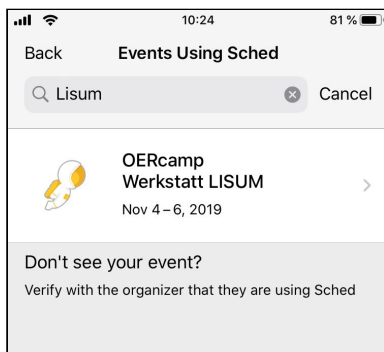 10:24
81 %
Back
Events Using Sched
Lisum
Cancel
OERcamp
Werkstatt LISUM
Nov 4 – 6, 2019
Don't see your event?
Verify with the organizer that they are using Sched